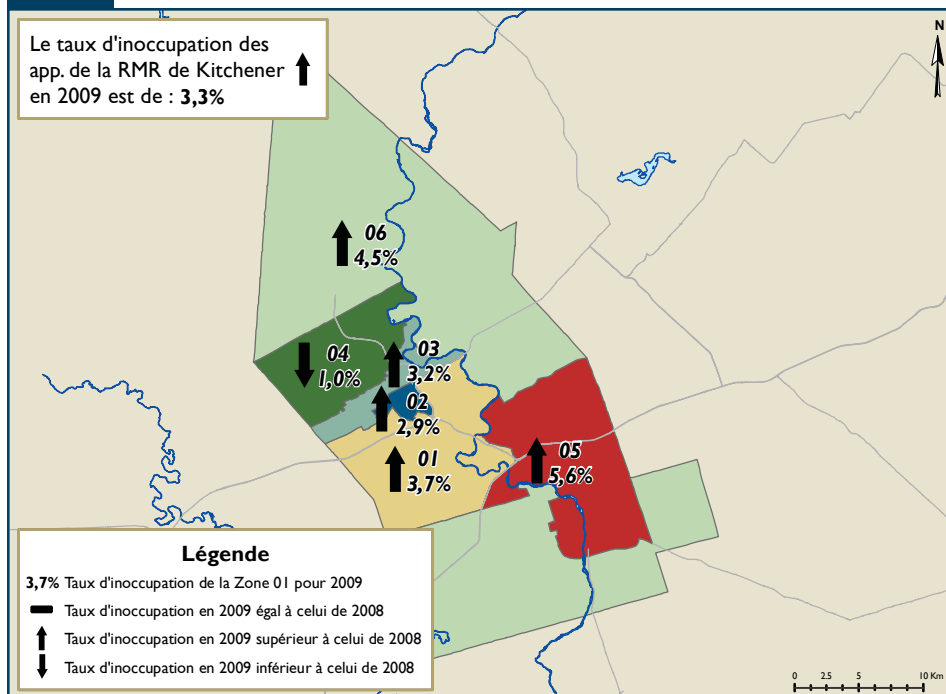 Le taux d'inoccupation des
app. de la RMR de Kitchener
en 2009 est de : 3,3%
N
06
4,5%
04
1,0%
03
3,2%
02
2,9%
01
3,7%
05
5,6%
Légende
3,7% Taux d'inoccupation de la Zone 01 pour 2009
Taux d'inoccupation en 2009 égal à celui de 2008
Taux d'inoccupation en 2009 supérieur à celui de 2008
Taux d'inoccupation en 2009 inférieur à celui de 2008
0 2.5 5 10 Km